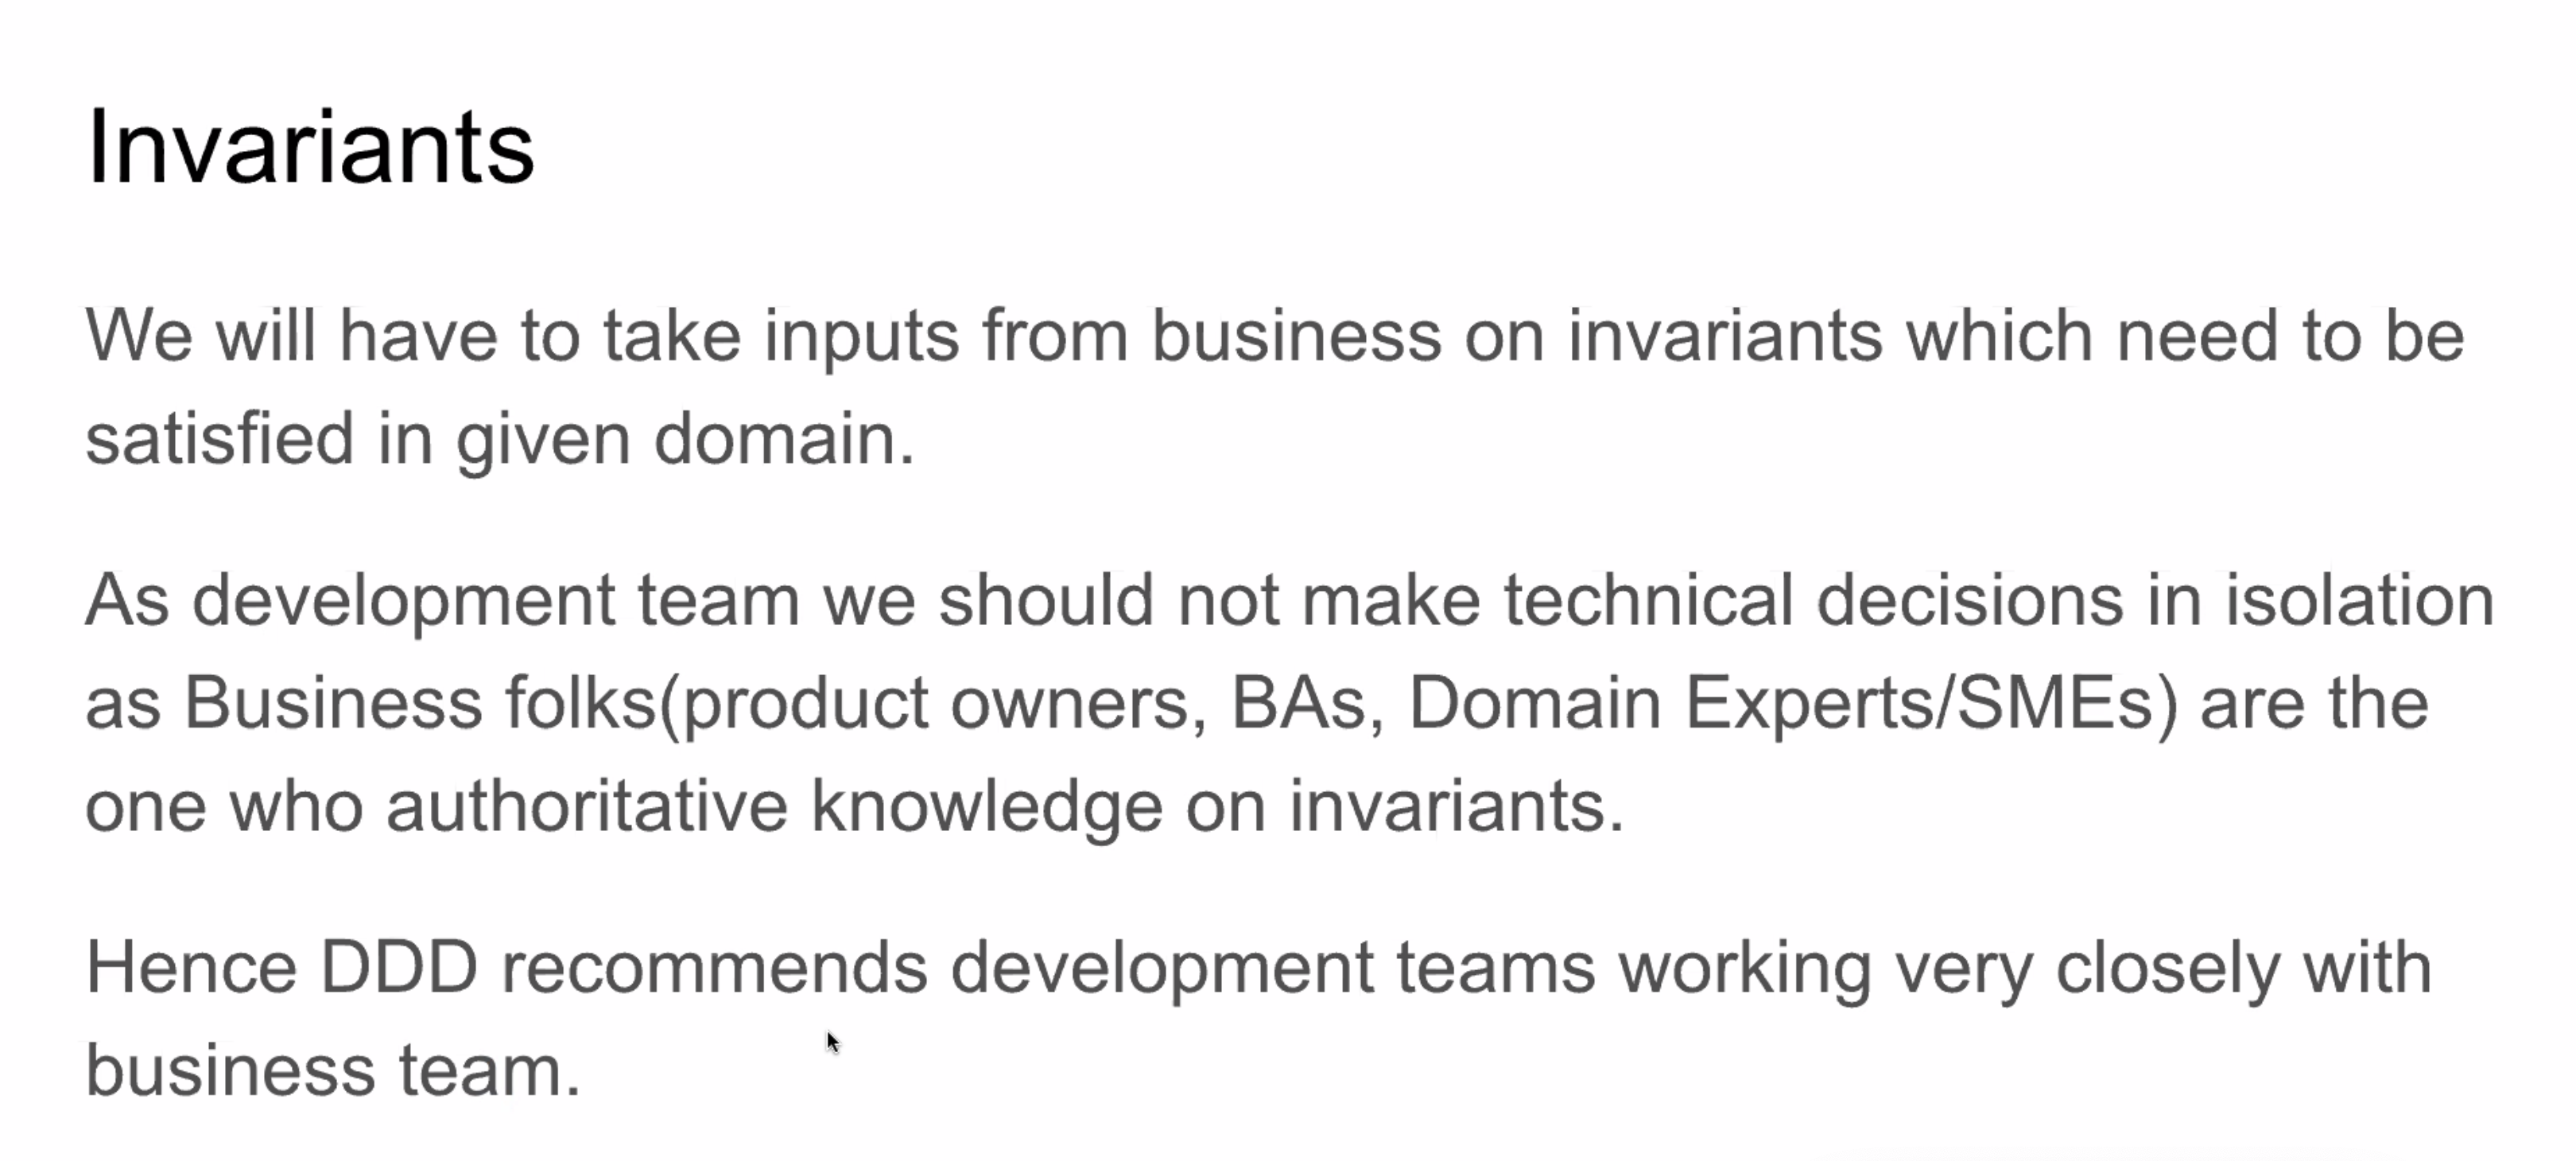 Invariants
We will have to take inputs from business on invariants which need to be
satisfied in given domain.
As development team we should not make technical decisions in isolation
as Business folks(product owners, BAs, Domain Experts/SMEs) are the
one who authoritative knowledge on invariants.
Hence DDD recommends development teams working very closely with
business team.